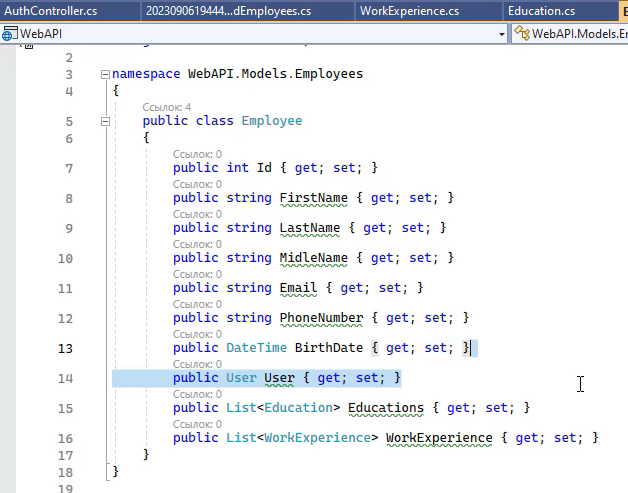 AuthController.cs 2023090619444...dEmployees.cs WorkExperience.cs Education.cs
WebAPI WebAPI.Models.Er
2
3 namespace WebAPI.Models.Employees
4 {
Ссылок: 4
5 public class Employee
6 {
Ссылок: 0
7 public int Id { get; set; }
Ссылок: 0
8 public string FirstName { get; set; }
Ссылок: 0
9 public string LastName { get; set; }
Ссылок: 0
10 public string MidleName { get; set; }
Ссылок: 0
11 public string Email { get; set; }
Ссылок: 0
12 public string PhoneNumber { get; set; }
Ссылок: 0
13 public DateTime BirthDate { get; set; }
Ссылок: 0
14 public User User { get; set; }
Ссылок: 0
15 public List<Education> Educations { get; set; }
Ссылок: 0
16 public List<WorkExperience> WorkExperience { get; set; }
17 }
18 }
19